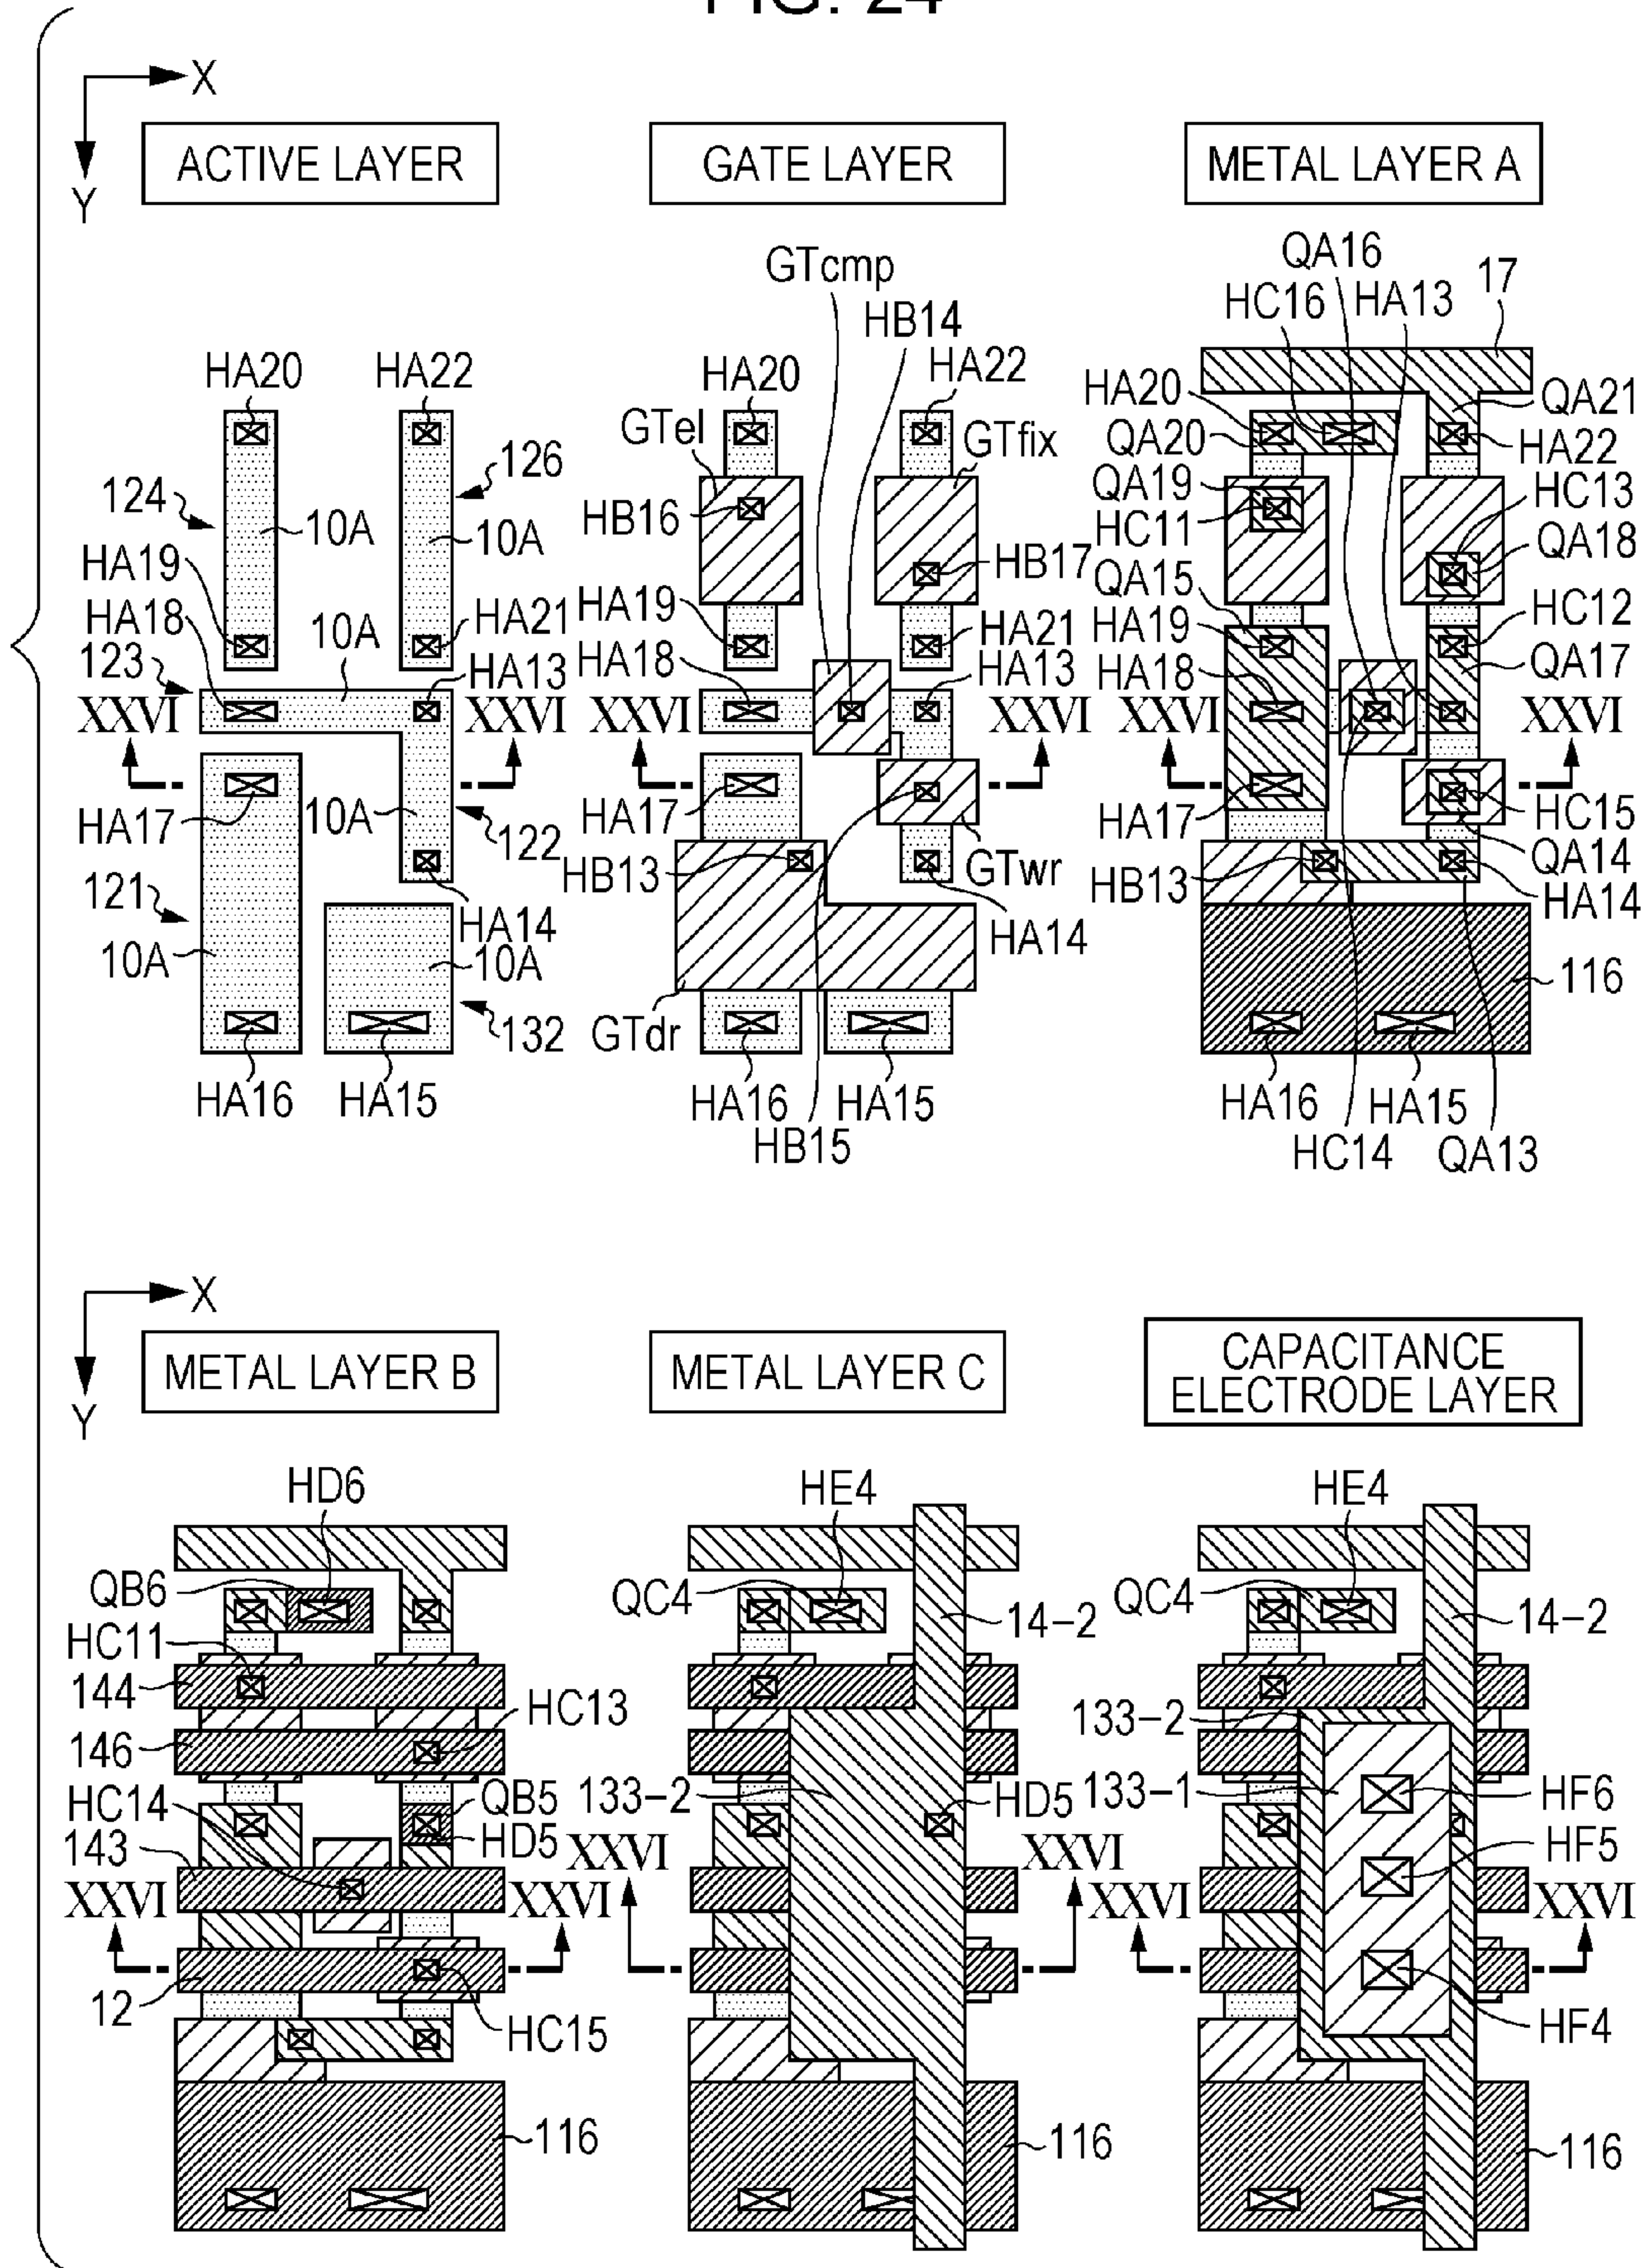 FIG. 24
X
Y
ACTIVE LAYER
GATE LAYER
METAL LAYER A
HA20
HA22
124
126
10A
10A
HA19
HA18
10A
HA21
123
HA13
XXVI
XXVI
HA17
10A
122
121
HA14
10A
10A
132
HA16
HA15
GTcmp
HB14
HA20
HA22
GTel
GTfix
HB16
HB17
HA19
HA21
HA18
HA13
XXVI
XXVI
HA17
HB13
GTwr
HA14
GTdr
HA16
HA15
HB15
QA16
17
HC16
HA13
HA20
QA21
QA20
HA22
QA19
HC13
HC11
QA18
QA15
HC12
HA19
QA17
HA18
XXVI
XXVI
HA17
HC15
QA14
HB13
HA14
116
HA16
HA15
HC14
QA13
X
Y
METAL LAYER B
METAL LAYER C
CAPACITANCE
ELECTRODE LAYER
HD6
QB6
HC11
144
HC13
146
HC14
QB5
143
HD5
XXVI
XXVI
12
HC15
116
HE4
QC4
14-2
133-2
HD5
XXVI
XXVI
116
HE4
QC4
14-2
133-2
133-1
HF6
HF5
XXVI
XXVI
HF4
116